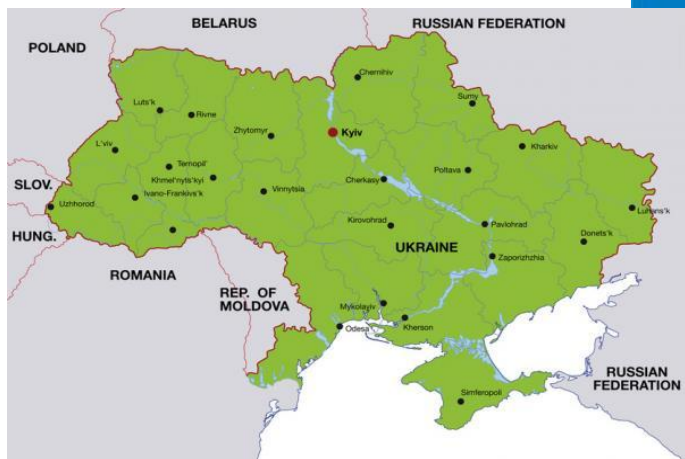 BELARUS
RUSSIAN FEDERATION
POLAND
Chernihiv
Luts'k
Rivne
Sumy
Zhytomyr
Kyiv
Kharkiv
L'viv
Ternopil'
Khmel'nyts'kyi
Poltava
Cherkasy
SLOV.
Uzhhorod
Ivano-Frankivs'k
Vinnytsia
Luhans'k
HUNG.
Kirovohrad
Pavlohrad
Donets'k
UKRAINE
Zaporizhzhia
ROMANIA
REP. OF
MOLDOVA
Mykolayiv
Kherson
Odesa
RUSSIAN
FEDERATION
Simferopoli